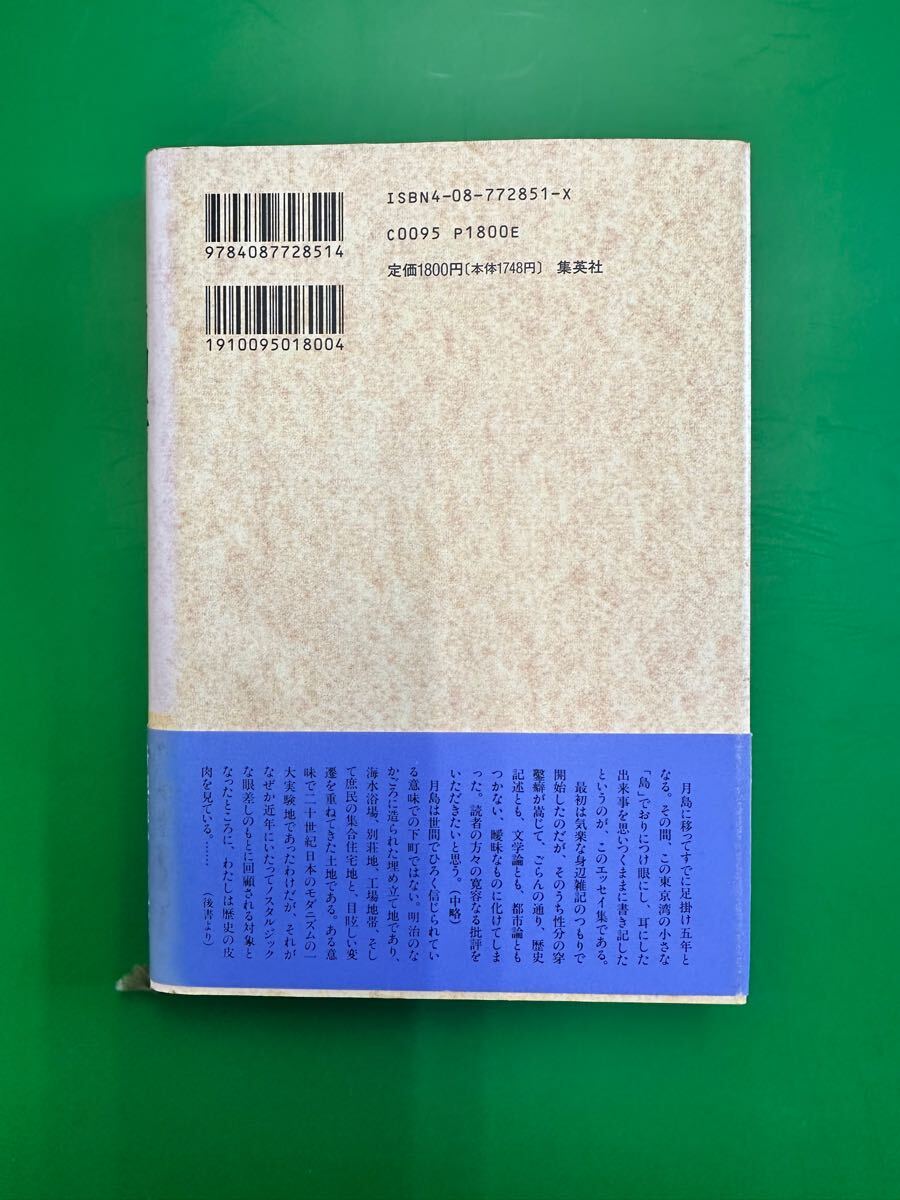 ISBN4-08-772851-X
C0095 P1800E
定価1800円〔本体1748円〕 集英社
9784087728514
1910095018004
月島に移ってすでに足掛け五年と
なる。その間、この東京湾の小さな
「島」でおりにつけ眼にし、耳にした
出来事を思いつくままに書き記した
というのが、このエッセイ集である。
最初は気楽な身辺雑記のつもりで
開始したのだが、そのうち性分の穿
鑿癖が嵩じて、ごらんの通り、歴史
記述とも、文学論とも、都市論とも
つかない、曖昧なものに化けてしま
った。読者の方々の寛容なる批評を
いただきたいと思う。(中略)
月島は世間でひろく信じられてい
る意味での下町ではない。明治のな
かごろに造られた埋め立て地であり、
海水浴場、別荘地、工場地帯、そし
て庶民の集合住宅地と、目眩しい変
遷を重ねてきた土地である。ある意
味で二十世紀日本のモダニズムの一
大実験地であったわけだが、それが
なぜか近年にいたってノスタルジック
な眼差しのもとに回顧される対象と
なったところに、わたしは歴史の皮
肉を見ている。……
(後書より)